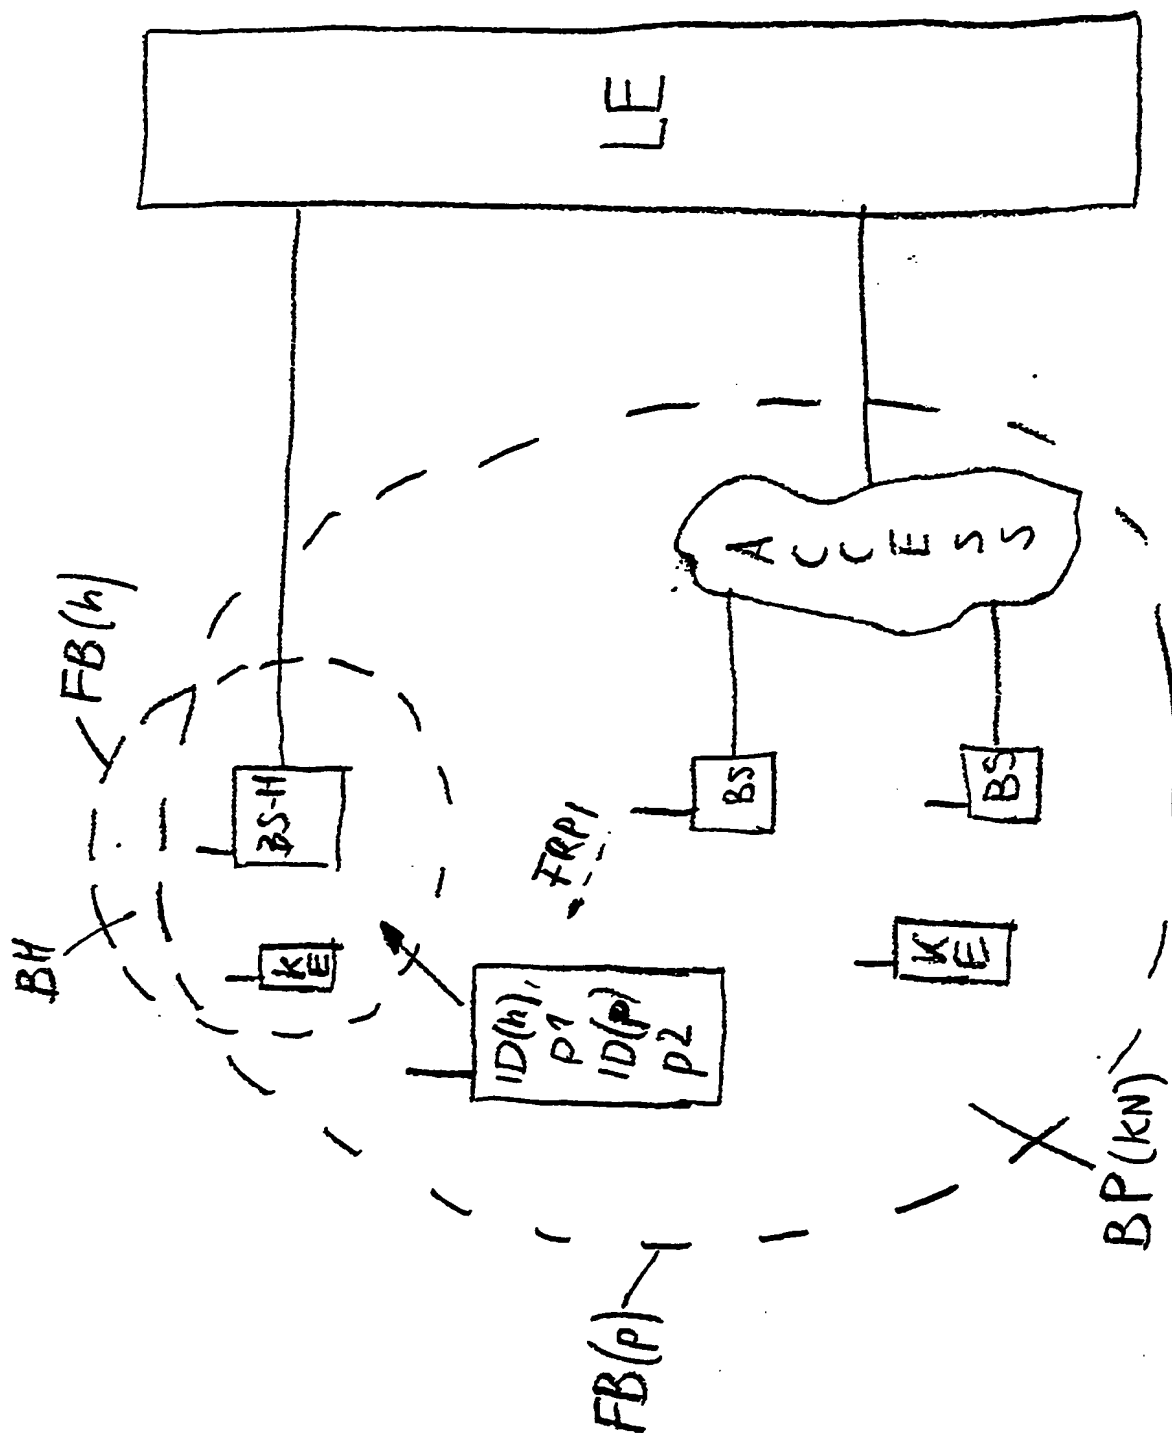 LE
FB(h)
BH
BS-H
KE
ACCESS
FRP1
BS
BS
KE
ID(h),
p1
ID(p)
p2
FB(p)
BP(KN)